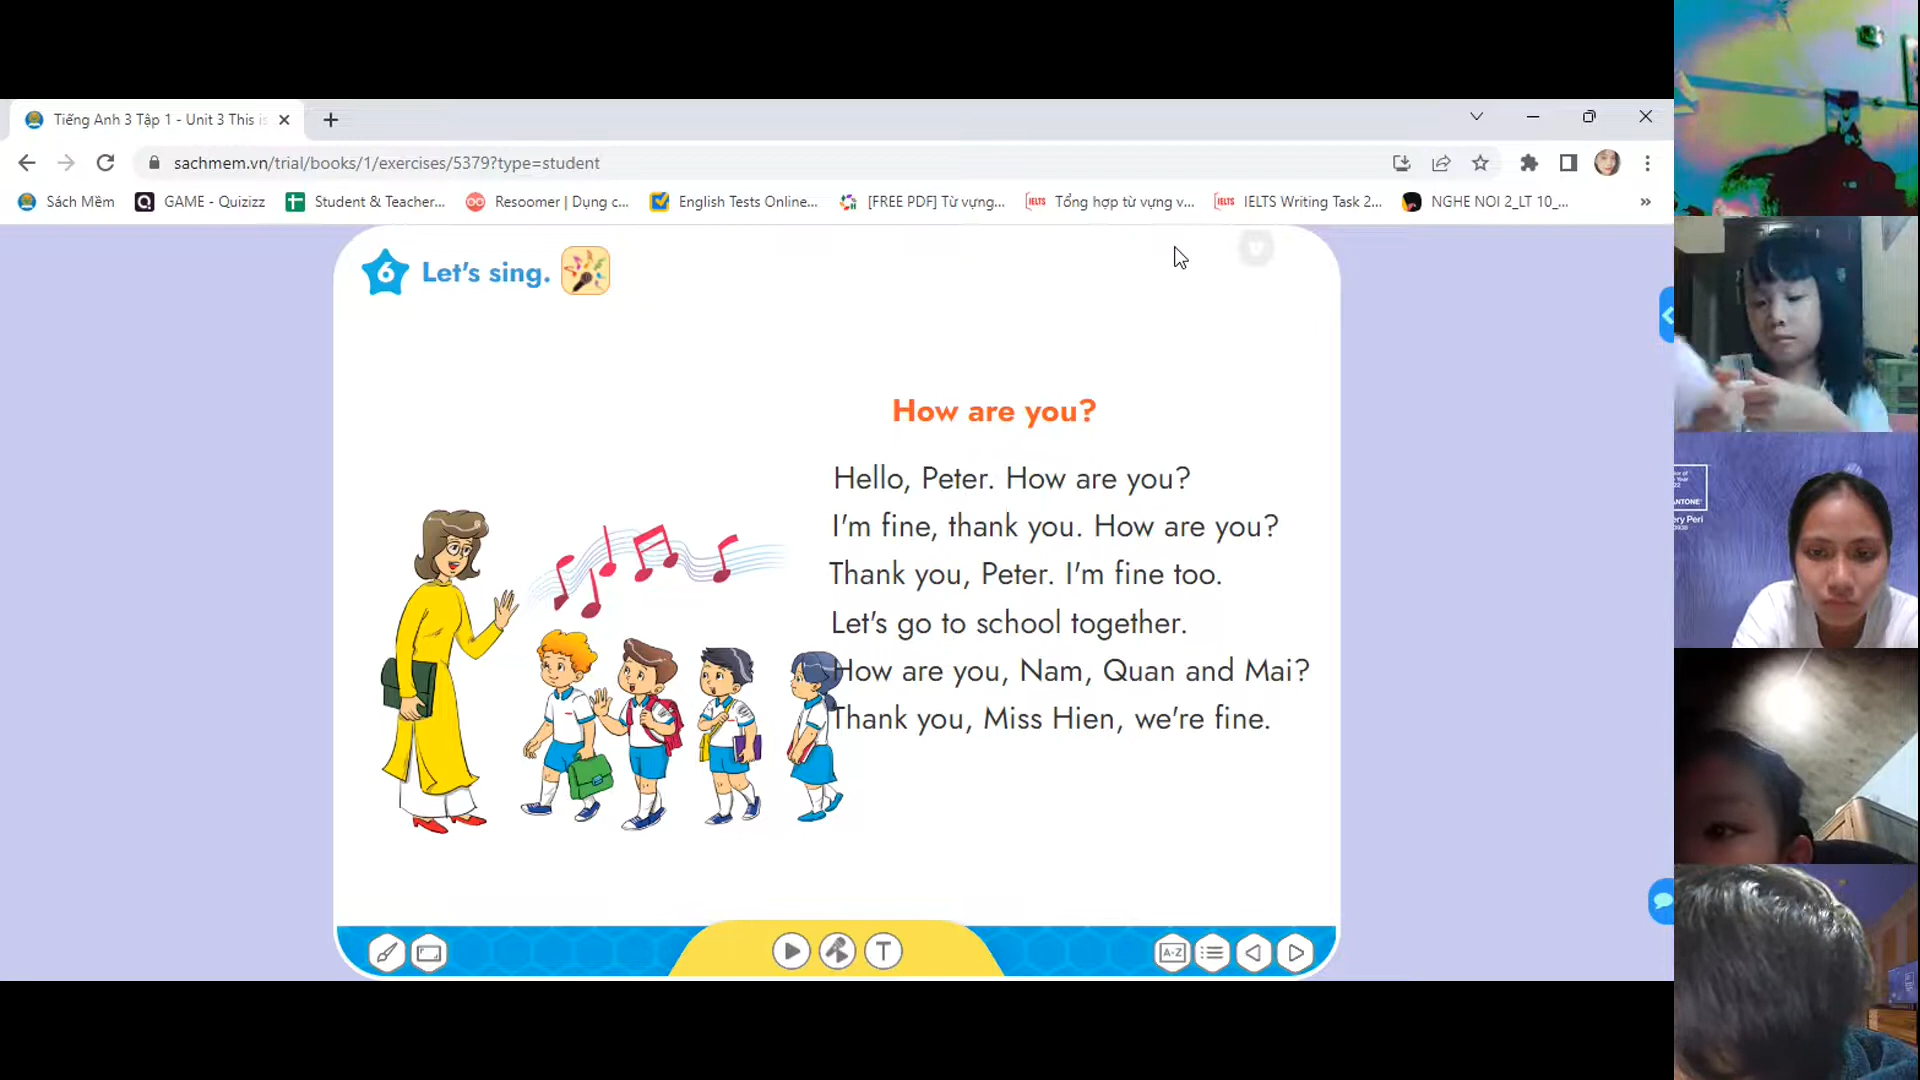 Tiếng Anh 3 Tập 1 - Unit 3 This is
sachmem.vn/trial/books/1/exercises/5379?type=student
Sách Mềm
GAME - Quizizz
Student & Teacher...
Resoomer | Dụng c...
English Tests Online...
[FREE PDF] Từ vựng...
IELTS
Tổng hợp từ vựng v...
IELTS
IELTS Writing Task 2...
NGHE NOI 2_LT 10_...
6 Let's sing.
How are you?
Hello, Peter. How are you?
I'm fine, thank you. How are you?
Thank you, Peter. I'm fine too.
Let's go to school together.
How are you, Nam, Quan and Mai?
Thank you, Miss Hien, we're fine.
T
A-Z